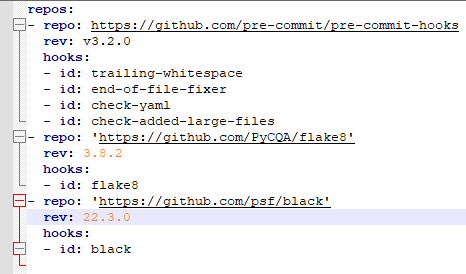 repos:
- repo: https://github.com/pre-commit/pre-commit-hooks
rev: v3.2.0
hooks:
- id: trailing-whitespace
- id: end-of-file-fixer
- id: check-yaml
- id: check-added-large-files
- repo: 'https://github.com/PyCQA/flake8'
rev: 3.8.2
hooks:
- id: flake8
- repo: 'https://github.com/psf/black'
rev: 22.3.0
hooks:
- id: black